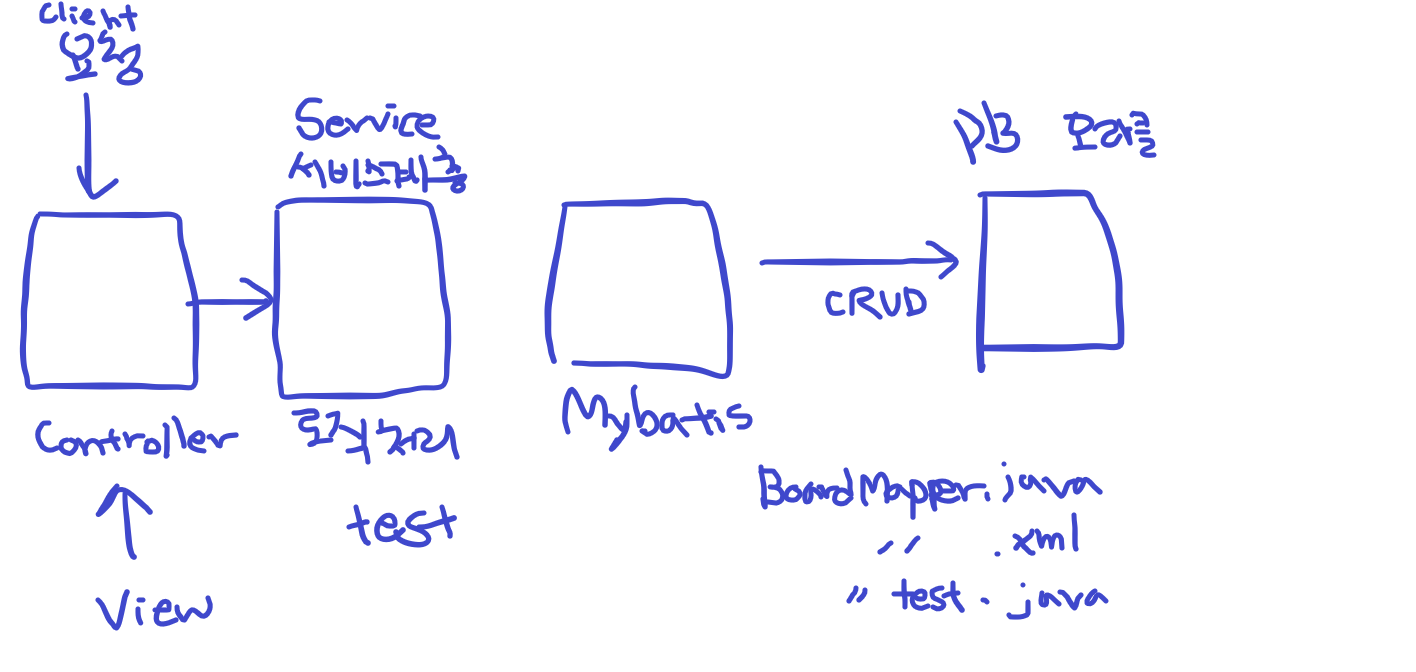 Client
요청
Service
서비스계층
DB 오라클
CRUD
Controller
로직처리
Mybatis
test
View
BoardMapper.java
〃 .xml
〃 test.java